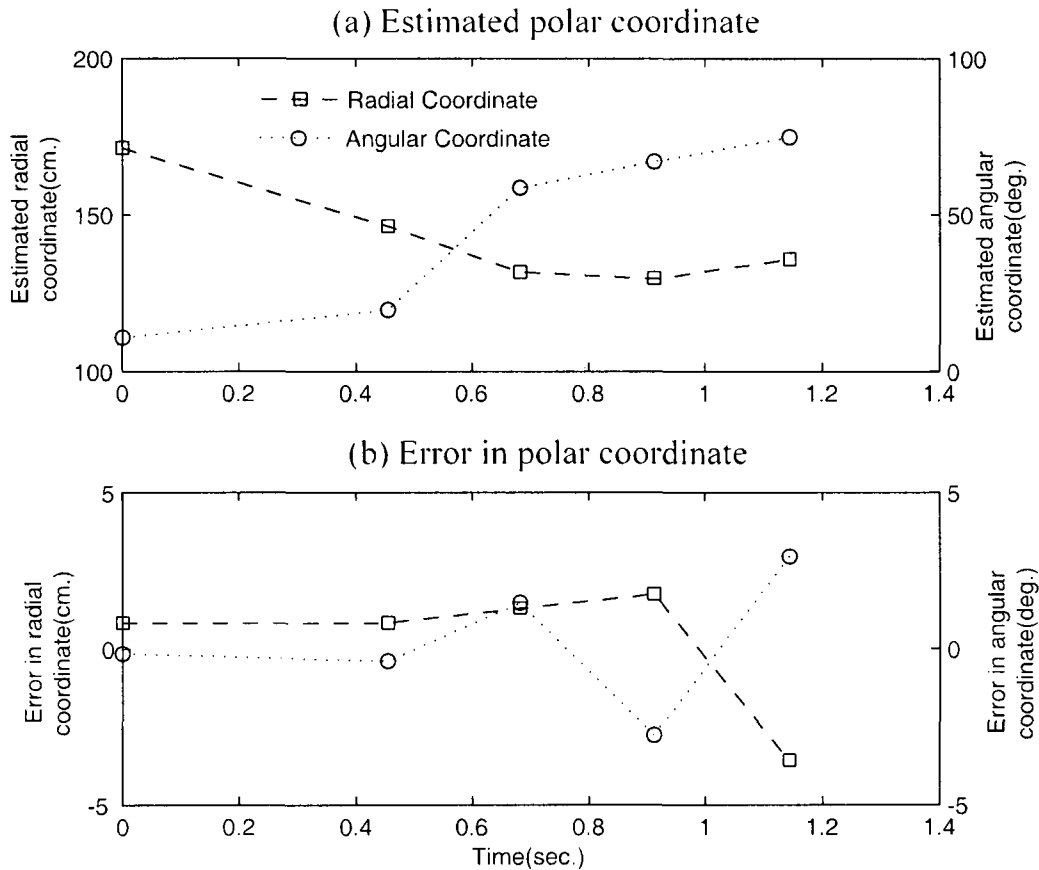 (a) Estimated polar coordinate
200
150
100
100
50
0
Estimated radial
coordinate(cm.)
Radial Coordinate
Angular Coordinate
Estimated angular
coordinate(deg.)
0 0.2 0.4 0.6 0.8 1 1.2 1.4
(b) Error in polar coordinate
5
0
-5
5
0
-5
Error in radial
coordinate(cm.)
Error in angular
coordinate(deg.)
0 0.2 0.4 0.6 0.8 1 1.2 1.4
Time(sec.)